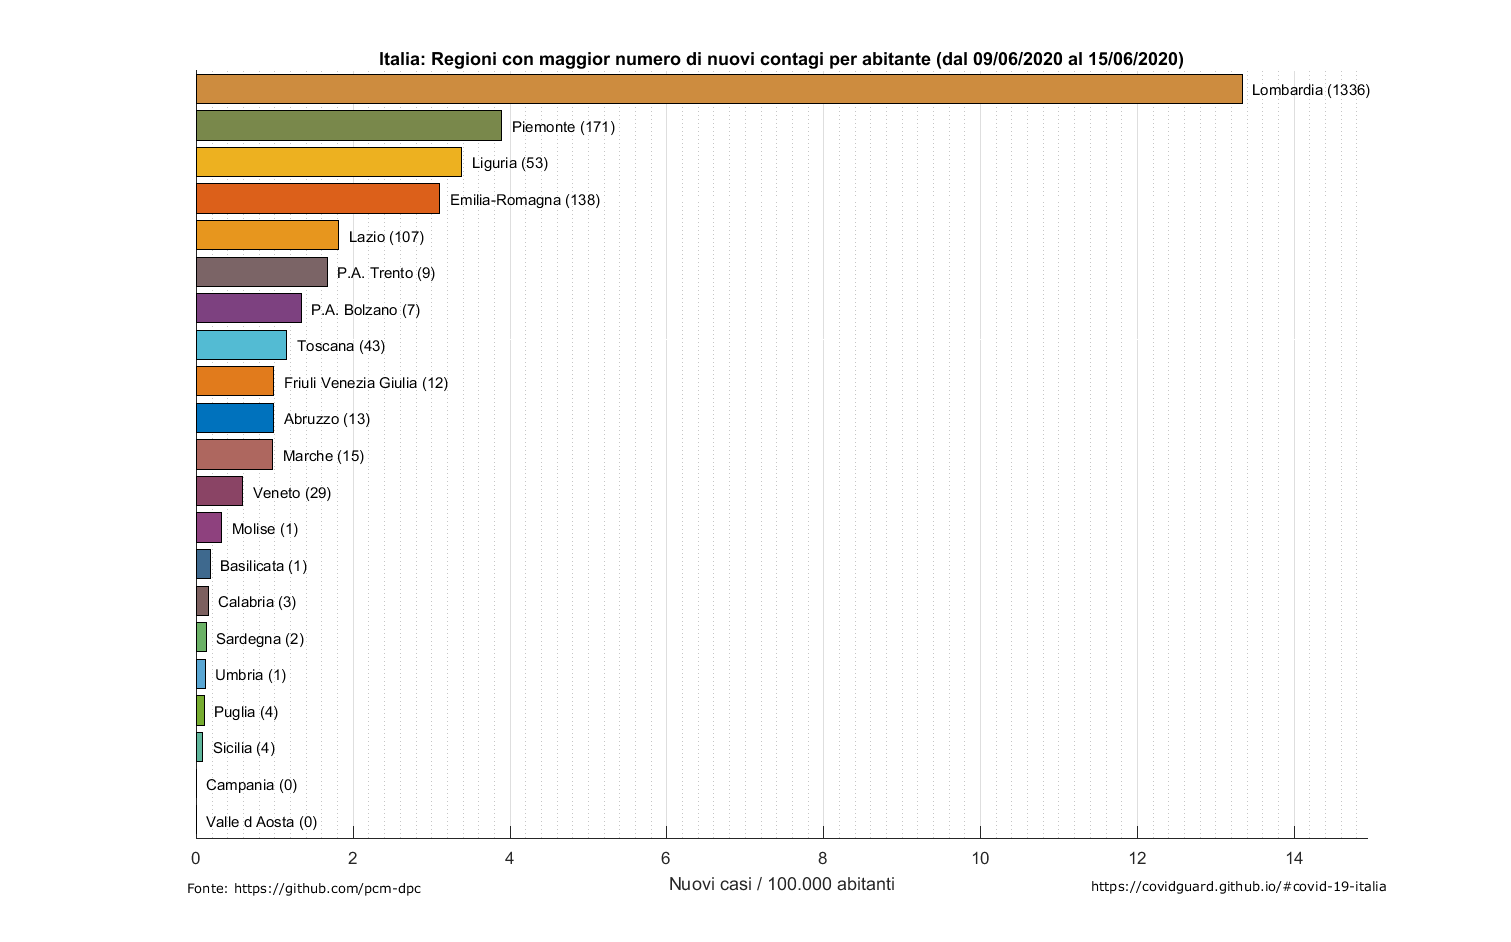 Italia: Regioni con maggior numero di nuovi contagi per abitante (dal 09/06/2020 al 15/06/2020)
Lombardia (1336)
Piemonte (171)
Liguria (53)
Emilia-Romagna (138)
Lazio (107)
P.A. Trento (9)
P.A. Bolzano (7)
Toscana (43)
Friuli Venezia Giulia (12)
Abruzzo (13)
Marche (15)
Veneto (29)
Molise (1)
Basilicata (1)
Calabria (3)
Sardegna (2)
Umbria (1)
Puglia (4)
Sicilia (4)
Campania (0)
Valle d Aosta (0)
0 2 4 6 8 10 12 14
Nuovi casi / 100.000 abitanti
Fonte: https://github.com/pcm-dpc
https://covidguard.github.io/#covid-19-italia